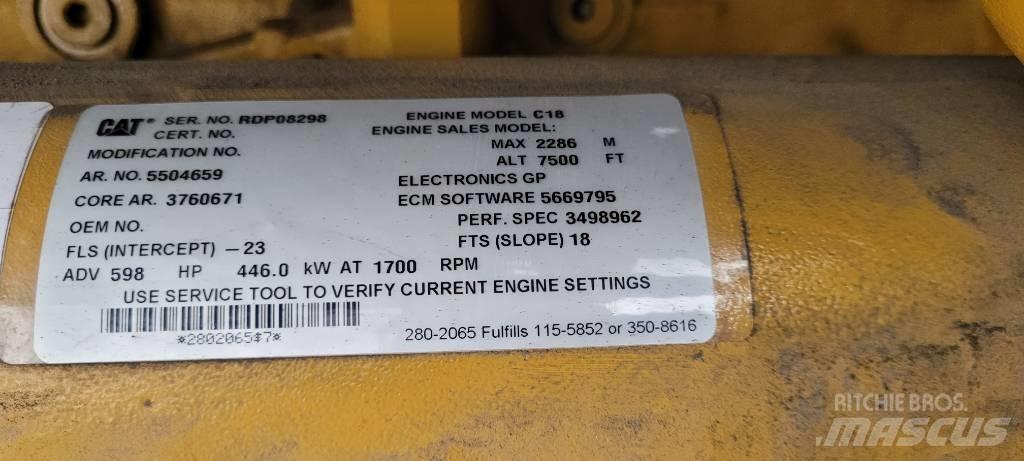 CAT® SER. NO. RDP08298 ENGINE MODEL C18
CERT. NO. ENGINE SALES MODEL:
MODIFICATION NO. MAX 2286 M
ALT 7500 FT
AR. NO. 5504659 ELECTRONICS GP
CORE AR. 3760671 ECM SOFTWARE 5669795
OEM NO. PERF. SPEC 3498962
FLS (INTERCEPT) -23 FTS (SLOPE) 18
ADV 598 HP 446.0 kW AT 1700 RPM
USE SERVICE TOOL TO VERIFY CURRENT ENGINE SETTINGS
*2802065$7*
280-2065 Fulfills 115-5852 or 350-8616
RITCHIE BROS.
MASCUS